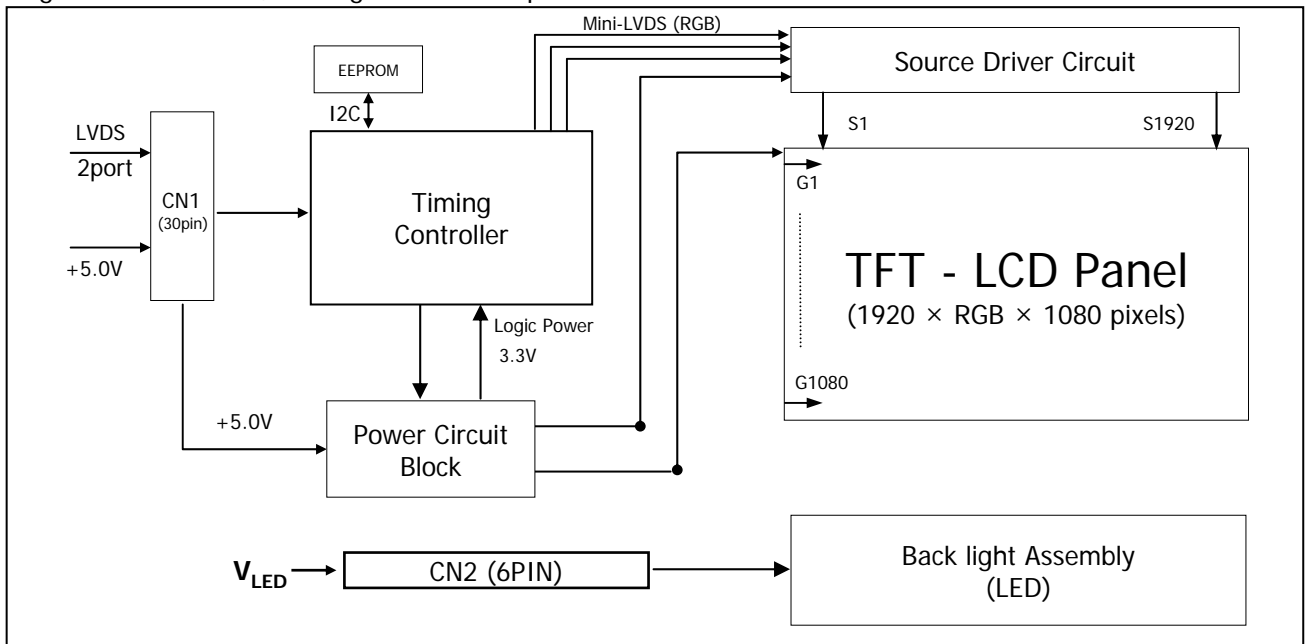 Mini-LVDS (RGB)
EEPROM
I2C
Source Driver Circuit
S1
S1920
LVDS
2port
CN1
(30pin)
+5.0V
Timing
Controller
G1
TFT - LCD Panel
(1920 × RGB × 1080 pixels)
G1080
Logic Power
3.3V
+5.0V
Power Circuit
Block
V LED
CN2 (6PIN)
Back light Assembly
(LED)